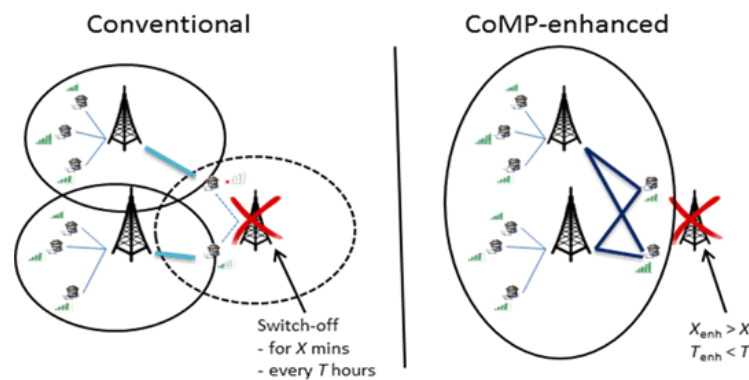 Conventional
CoMP-enhanced
Switch-off
- for X mins
- every T hours
X_enh > X
T_enh < T